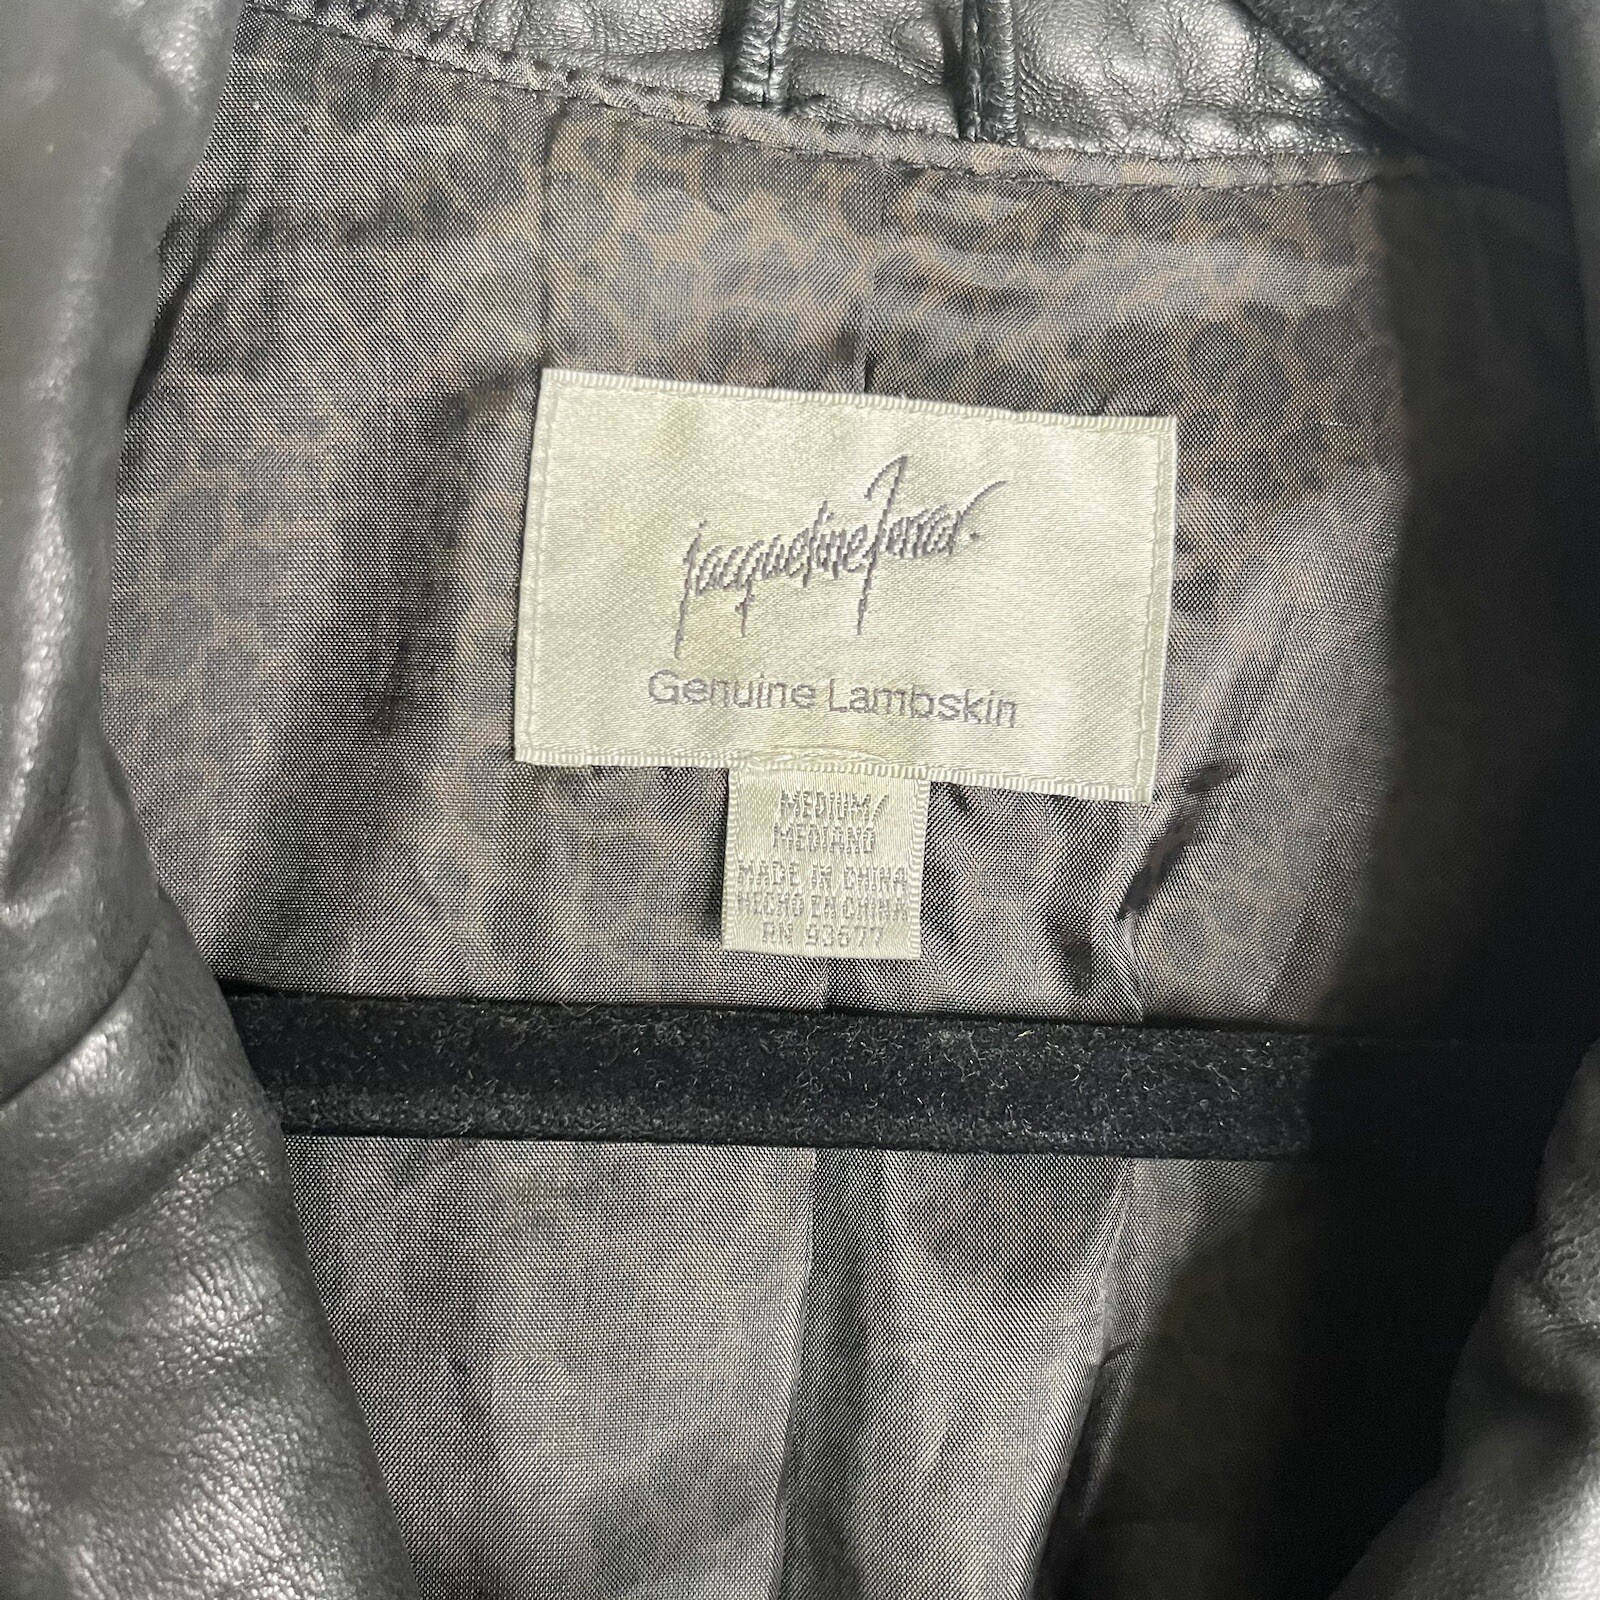 jacqueline Ferrar.
Genuine Lambskin
MEDIUM/
MEDIANO
MADE IN CHINA
HECHO EN CHINA
RN 93677